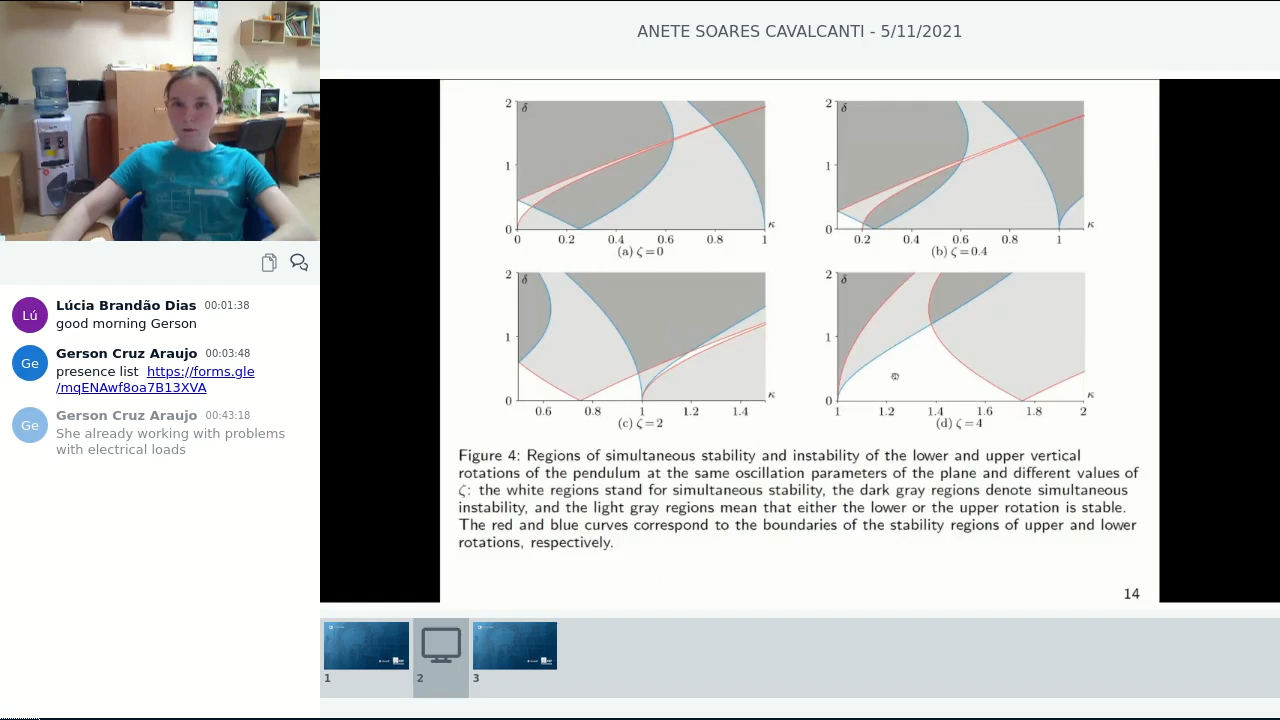 ANETE SOARES CAVALCANTI - 5/11/2021
Lú
Lúcia Brandão Dias 00:01:38
good morning Gerson
Ge
Gerson Cruz Araujo 00:03:48
presence list https://forms.gle
/mqENAwf8oa7B13XVA
Ge
Gerson Cruz Araujo 00:43:18
She already working with problems
with electrical loads
2 δ
1
0 κ
0 0.2 0.4 0.6 0.8 1
(a) ζ=0
2 δ
1
0 κ
0.2 0.4 0.6 0.8 1
(b) ζ=0.4
2 δ
1
0 κ
0.6 0.8 1 1.2 1.4
(c) ζ=2
2 δ
1
0 κ
1 1.2 1.4 1.6 1.8 2
(d) ζ=4
Figure 4: Regions of simultaneous stability and instability of the lower and upper vertical
rotations of the pendulum at the same oscillation parameters of the plane and different values of
ζ: the white regions stand for simultaneous stability, the dark gray regions denote simultaneous
instability, and the light gray regions mean that either the lower or the upper rotation is stable.
The red and blue curves correspond to the boundaries of the stability regions of upper and lower
rotations, respectively.
14
1
2
3